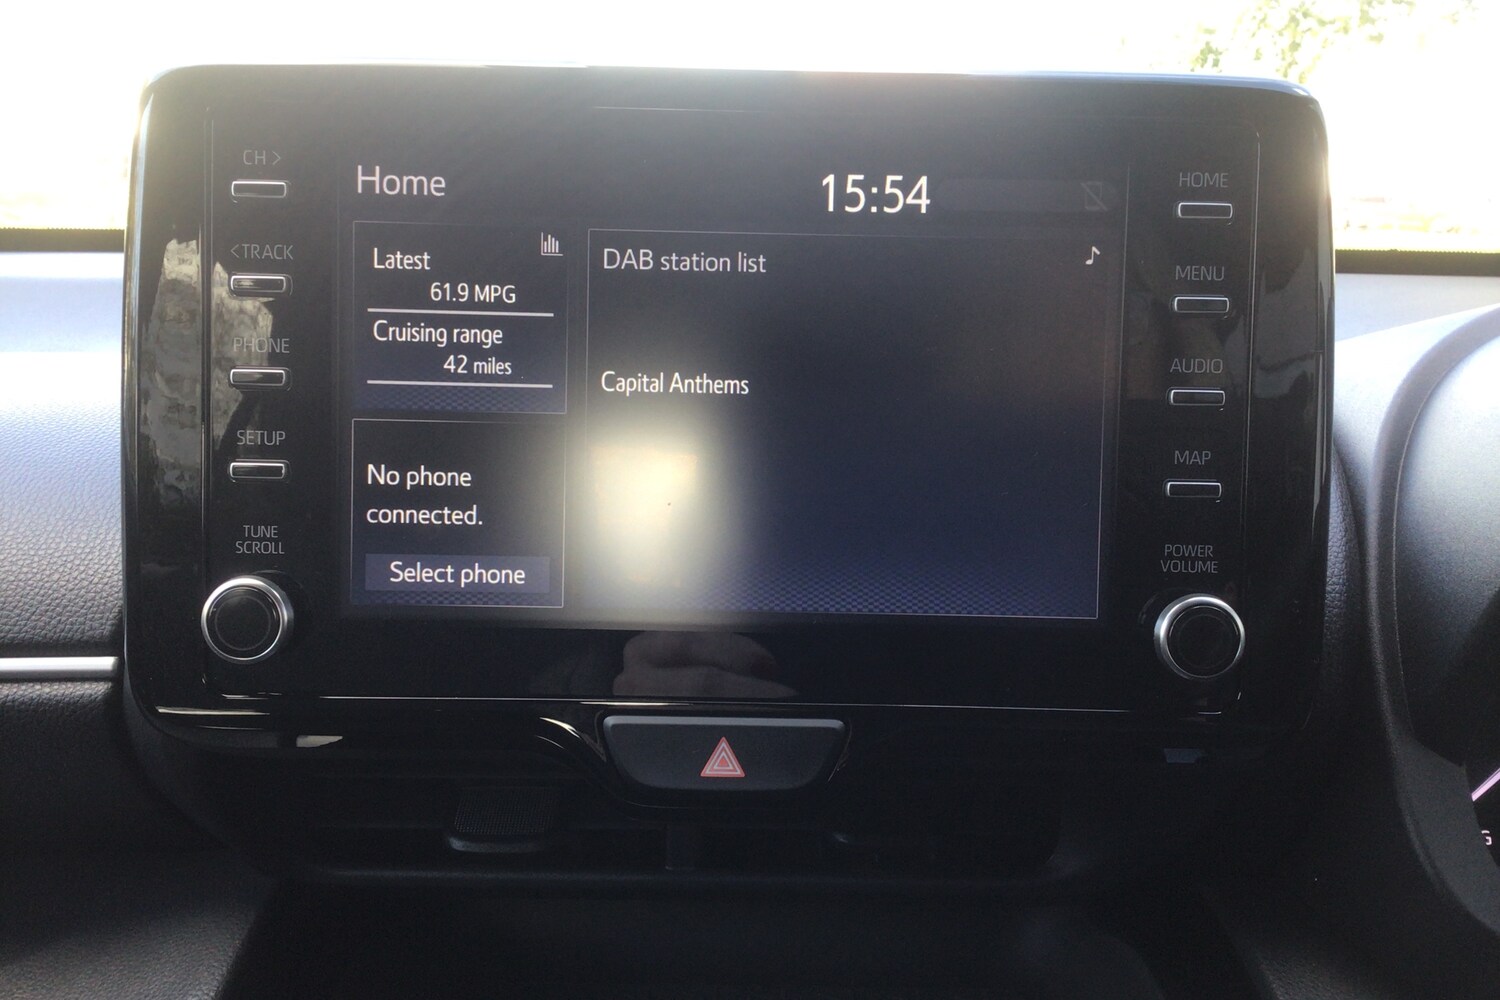 CH >
< TRACK
PHONE
SETUP
TUNE
SCROLL
Home
15:54
Latest
61.9 MPG
Cruising range
42 miles
No phone
connected.
Select phone
DAB station list
Capital Anthems
HOME
MENU
AUDIO
MAP
POWER
VOLUME
G